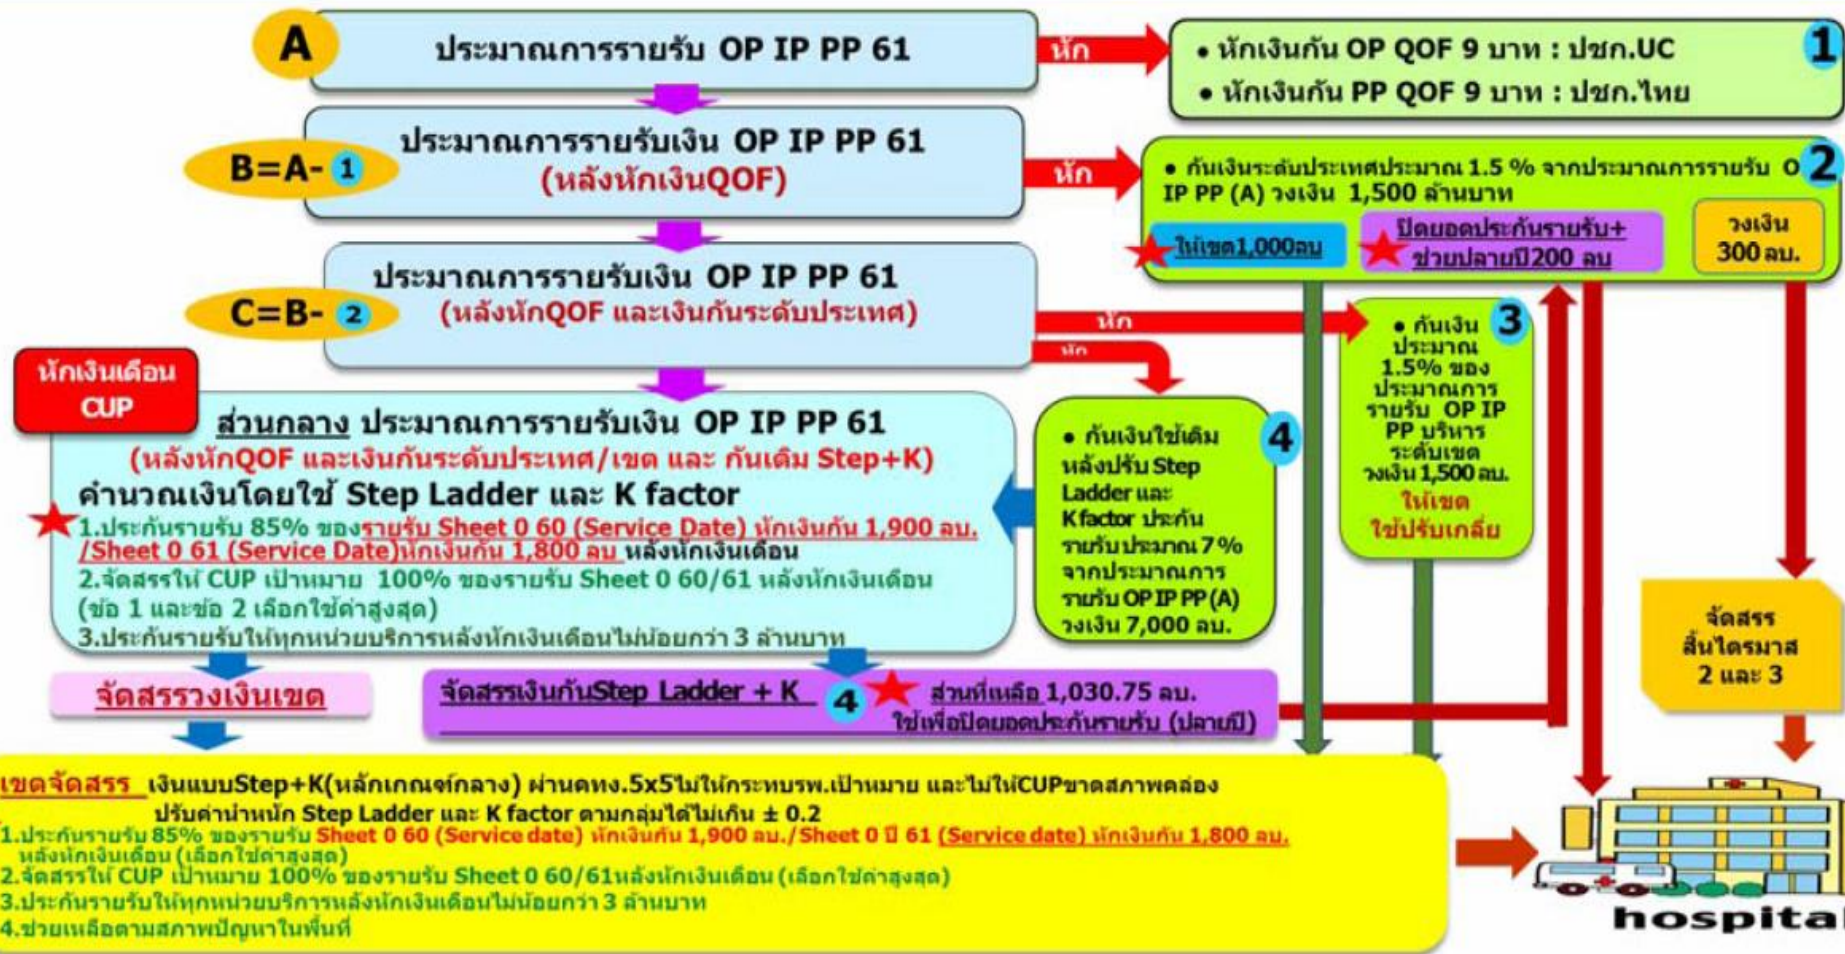 A
ประมาณการรายรับ OP IP PP 61
หัก
1
• หักเงินกัน OP QOF 9 บาท : ปชก.UC
• หักเงินกัน PP QOF 9 บาท : ปชก.ไทย
B=A- 1
ประมาณการรายรับเงิน OP IP PP 61
(หลังหักเงินQOF)
หัก
2
• กันเงินระดับประเทศประมาณ 1.5 % จากประมาณการรายรับ O
IP PP (A) วงเงิน 1,500 ล้านบาท
ให้เขต1,000ลบ
ปิดยอดประกันรายรับ+
ช่วยปลายปี200 ลบ
วงเงิน
300 ลบ.
C=B- 2
ประมาณการรายรับเงิน OP IP PP 61
(หลังหักQOF และเงินกันระดับประเทศ)
หัก
หัก
3
• กันเงิน
ประมาณ
1.5% ของ
ประมาณการ
รายรับ OP IP
PP บริหาร
ระดับเขต
วงเงิน 1,500 ลบ.
ให้เขต
ใช้ปรับเกลี่ย
หักเงินเดือน
CUP
ส่วนกลาง ประมาณการรายรับเงิน OP IP PP 61
(หลังหักQOF และเงินกันระดับประเทศ/เขต และ กันเติม Step+K)
คำนวณเงินโดยใช้ Step Ladder และ K factor
1.ประกันรายรับ 85% ของรายรับ Sheet 0 60 (Service Date) หักเงินกัน 1,900 ลบ.
/Sheet 0 61 (Service Date)หักเงินกัน 1,800 ลบ หลังหักเงินเดือน
2.จัดสรรให้ CUP เป้าหมาย 100% ของรายรับ Sheet 0 60/61 หลังหักเงินเดือน
(ข้อ 1 และข้อ 2 เลือกใช้ค่าสูงสุด)
3.ประกันรายรับให้ทุกหน่วยบริการหลังหักเงินเดือนไม่น้อยกว่า 3 ล้านบาท
4
• กันเงินใช้เติม
หลังปรับ Step
Ladder และ
K factor ประกัน
รายรับประมาณ 7%
จากประมาณการ
รายรับ OP IP PP (A)
วงเงิน 7,000 ลบ.
จัดสรร
สิ้นไตรมาส
2 และ 3
จัดสรรวงเงินเขต
จัดสรรเงินกันStep Ladder + K 4 ส่วนที่เหลือ 1,030.75 ลบ.
ใช้เพื่อปิดยอดประกันรายรับ (ปลายปี)
เขตจัดสรร เงินแบบStep+K(หลักเกณฑ์กลาง) ผ่านคทง.5x5ไม่ให้กระทบรพ.เป้าหมาย และไม่ให้CUPขาดสภาพคล่อง
ปรับค่าน้ำหนัก Step Ladder และ K factor ตามกลุ่มได้ไม่เกิน ± 0.2
1.ประกันรายรับ 85% ของรายรับ Sheet 0 60 (Service date) หักเงินกัน 1,900 ลบ./Sheet 0 ปี 61 (Service date) หักเงินกัน 1,800 ลบ.
หลังหักเงินเดือน (เลือกใช้ค่าสูงสุด)
2.จัดสรรให้ CUP เป้าหมาย 100% ของรายรับ Sheet 0 60/61หลังหักเงินเดือน (เลือกใช้ค่าสูงสุด)
3.ประกันรายรับให้ทุกหน่วยบริการหลังหักเงินเดือนไม่น้อยกว่า 3 ล้านบาท
4.ช่วยเหลือตามสภาพปัญหาในพื้นที่
hospital